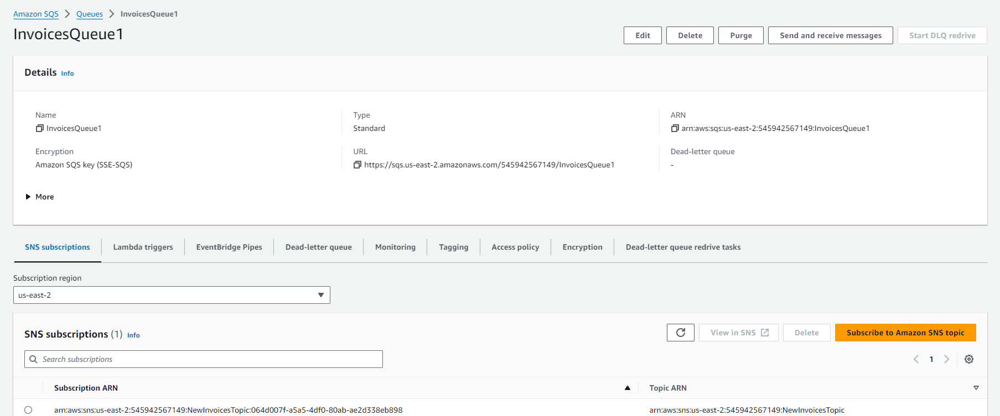 Amazon SQS > Queues > InvoicesQueue1
InvoicesQueue1
Edit
Delete
Purge
Send and receive messages
Start DLQ redrive
Details Info
Name
InvoicesQueue1
Type
Standard
ARN
arn:aws:sqs:us-east-2:545942567149:InvoicesQueue1
Encryption
Amazon SQS key (SSE-SQS)
URL
https://sqs.us-east-2.amazonaws.com/545942567149/InvoicesQueue1
Dead-letter queue
-
More
SNS subscriptions
Lambda triggers
EventBridge Pipes
Dead-letter queue
Monitoring
Tagging
Access policy
Encryption
Dead-letter queue redrive tasks
Subscription region
us-east-2
SNS subscriptions (1) Info
View in SNS
Delete
Subscribe to Amazon SNS topic
Search subscriptions
1
Subscription ARN
Topic ARN
arn:aws:sns:us-east-2:545942567149:NewInvoicesTopic:064d007f-a5a5-4df0-80ab-ae2d338eb898
arn:aws:sns:us-east-2:545942567149:NewInvoicesTopic